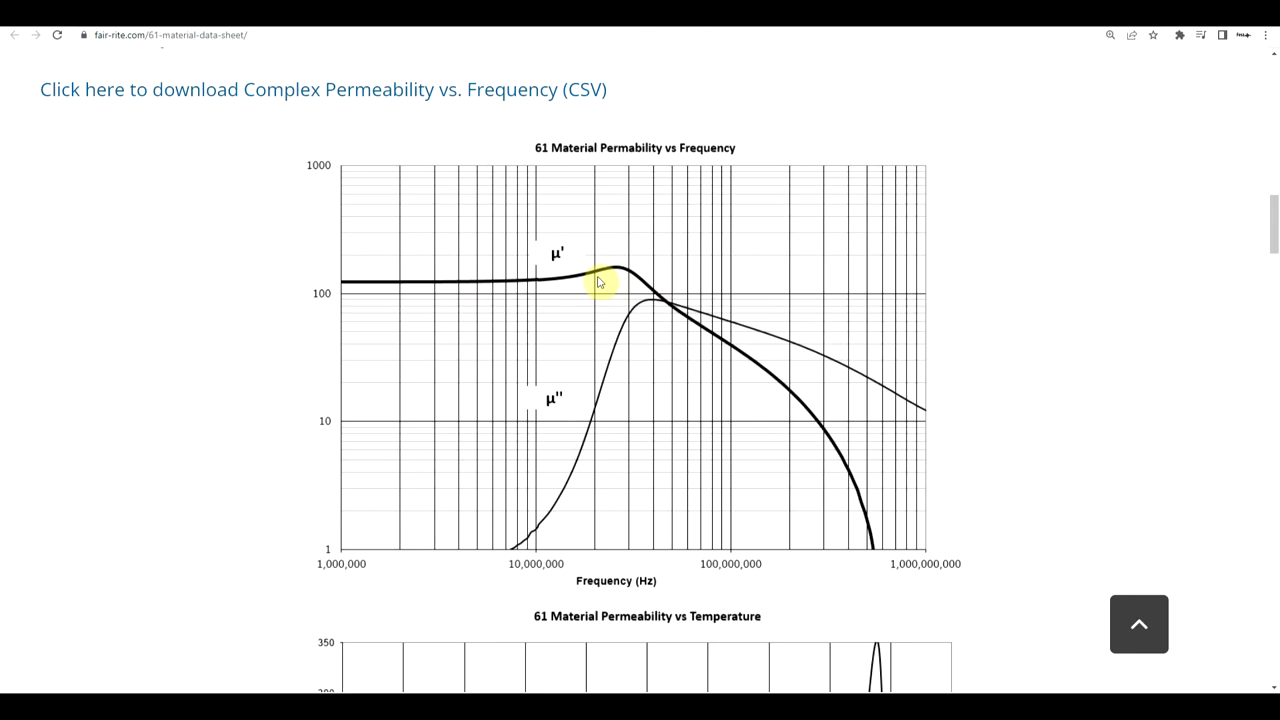 fair-rite.com/61-material-data-sheet/
Click here to download Complex Permeability vs. Frequency (CSV)
61 Material Permability vs Frequency
1000
μ'
100
μ''
10
1
1,000,000 10,000,000 100,000,000 1,000,000,000
Frequency (Hz)
61 Material Permeability vs Temperature
350